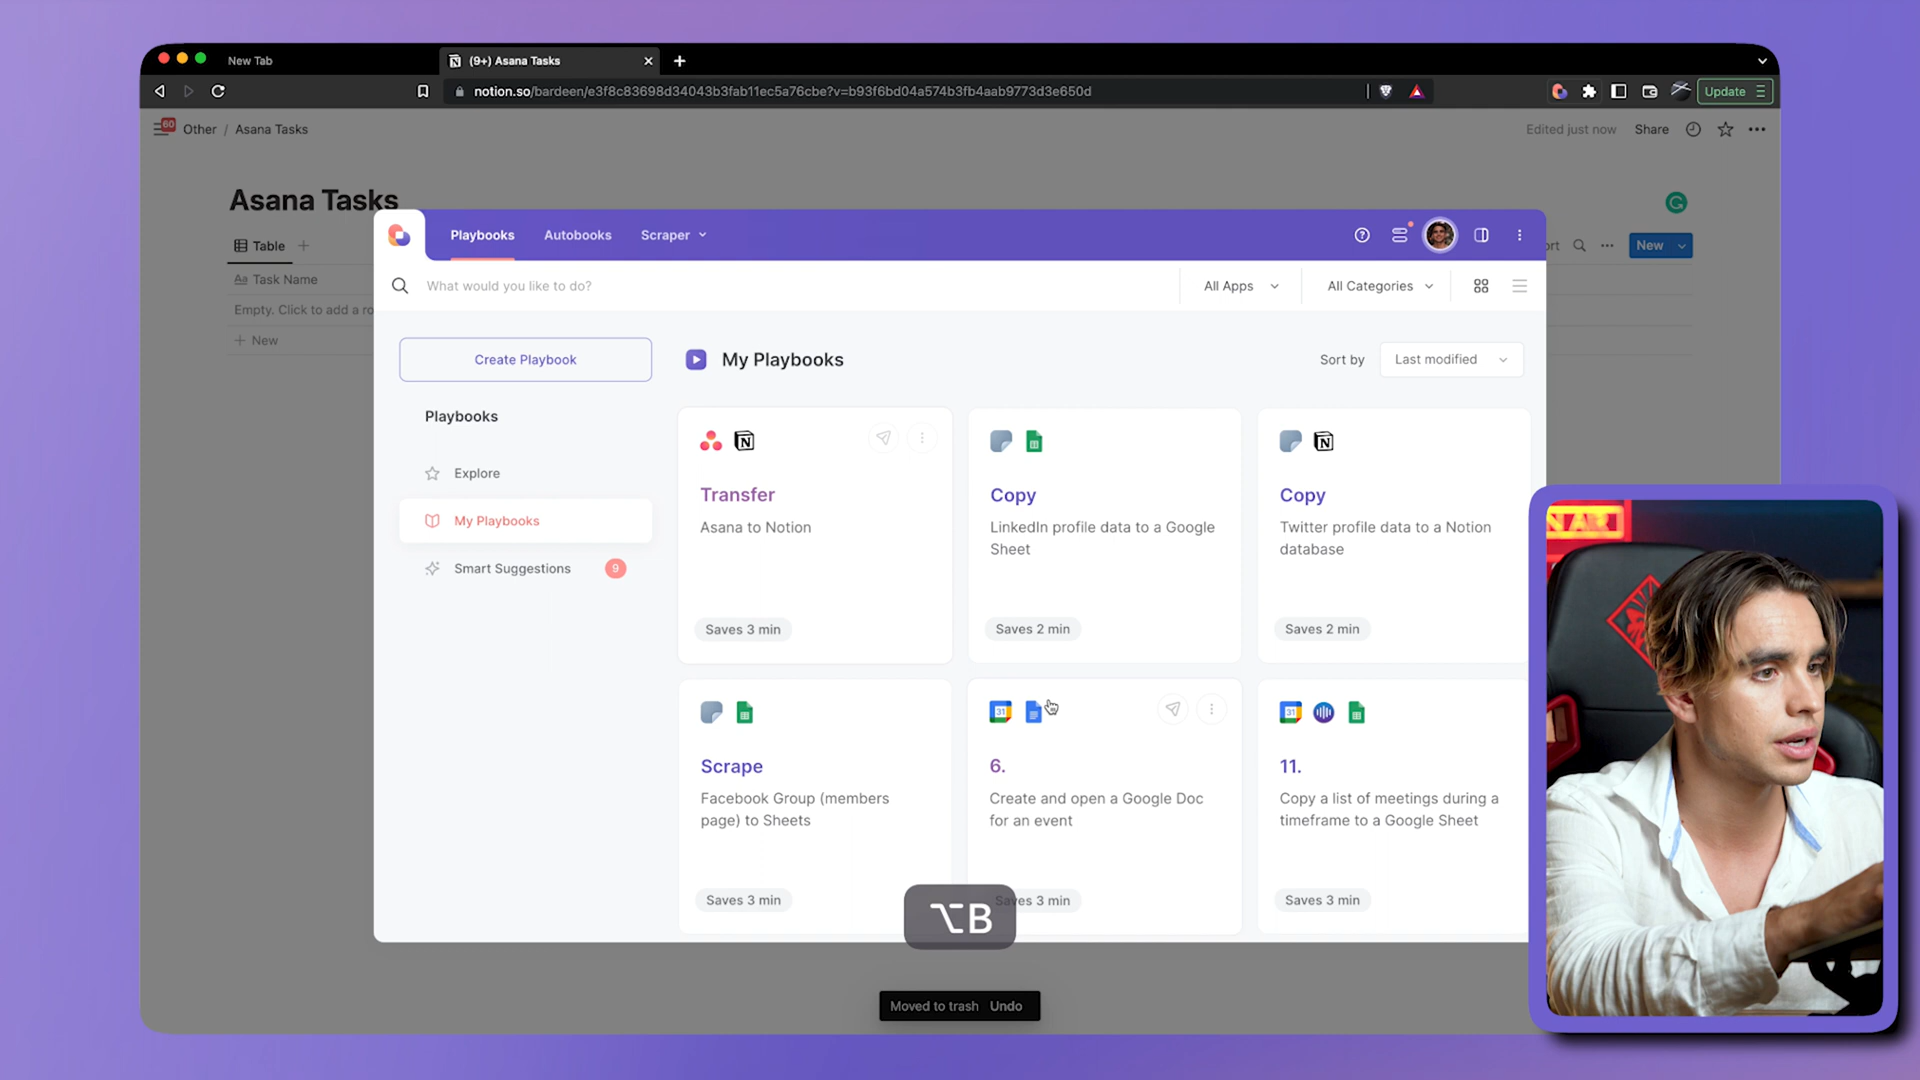 New Tab
(9+) Asana Tasks
notion.so/bardeen/e3f8c83698d34043b3fab11ec5a76cbe?v=b93f6bd04a574b3fb4aab9773d3e650d
Update
60
Other / Asana Tasks
Edited just now
Share
Asana Tasks
Table
New
Aa Task Name
Empty. Click to add a ro
New
Playbooks
Autobooks
Scraper
What would you like to do?
All Apps
All Categories
Create Playbook
My Playbooks
Sort by
Last modified
Playbooks
Explore
My Playbooks
Smart Suggestions
9
Transfer
Asana to Notion
Saves 3 min
Copy
LinkedIn profile data to a Google
Sheet
Saves 2 min
Copy
Twitter profile data to a Notion
database
Saves 2 min
Scrape
Facebook Group (members
page) to Sheets
Saves 3 min
31
6.
Create and open a Google Doc
for an event
Saves 3 min
31
11.
Copy a list of meetings during a
timeframe to a Google Sheet
Saves 3 min
⌥B
Moved to trash Undo